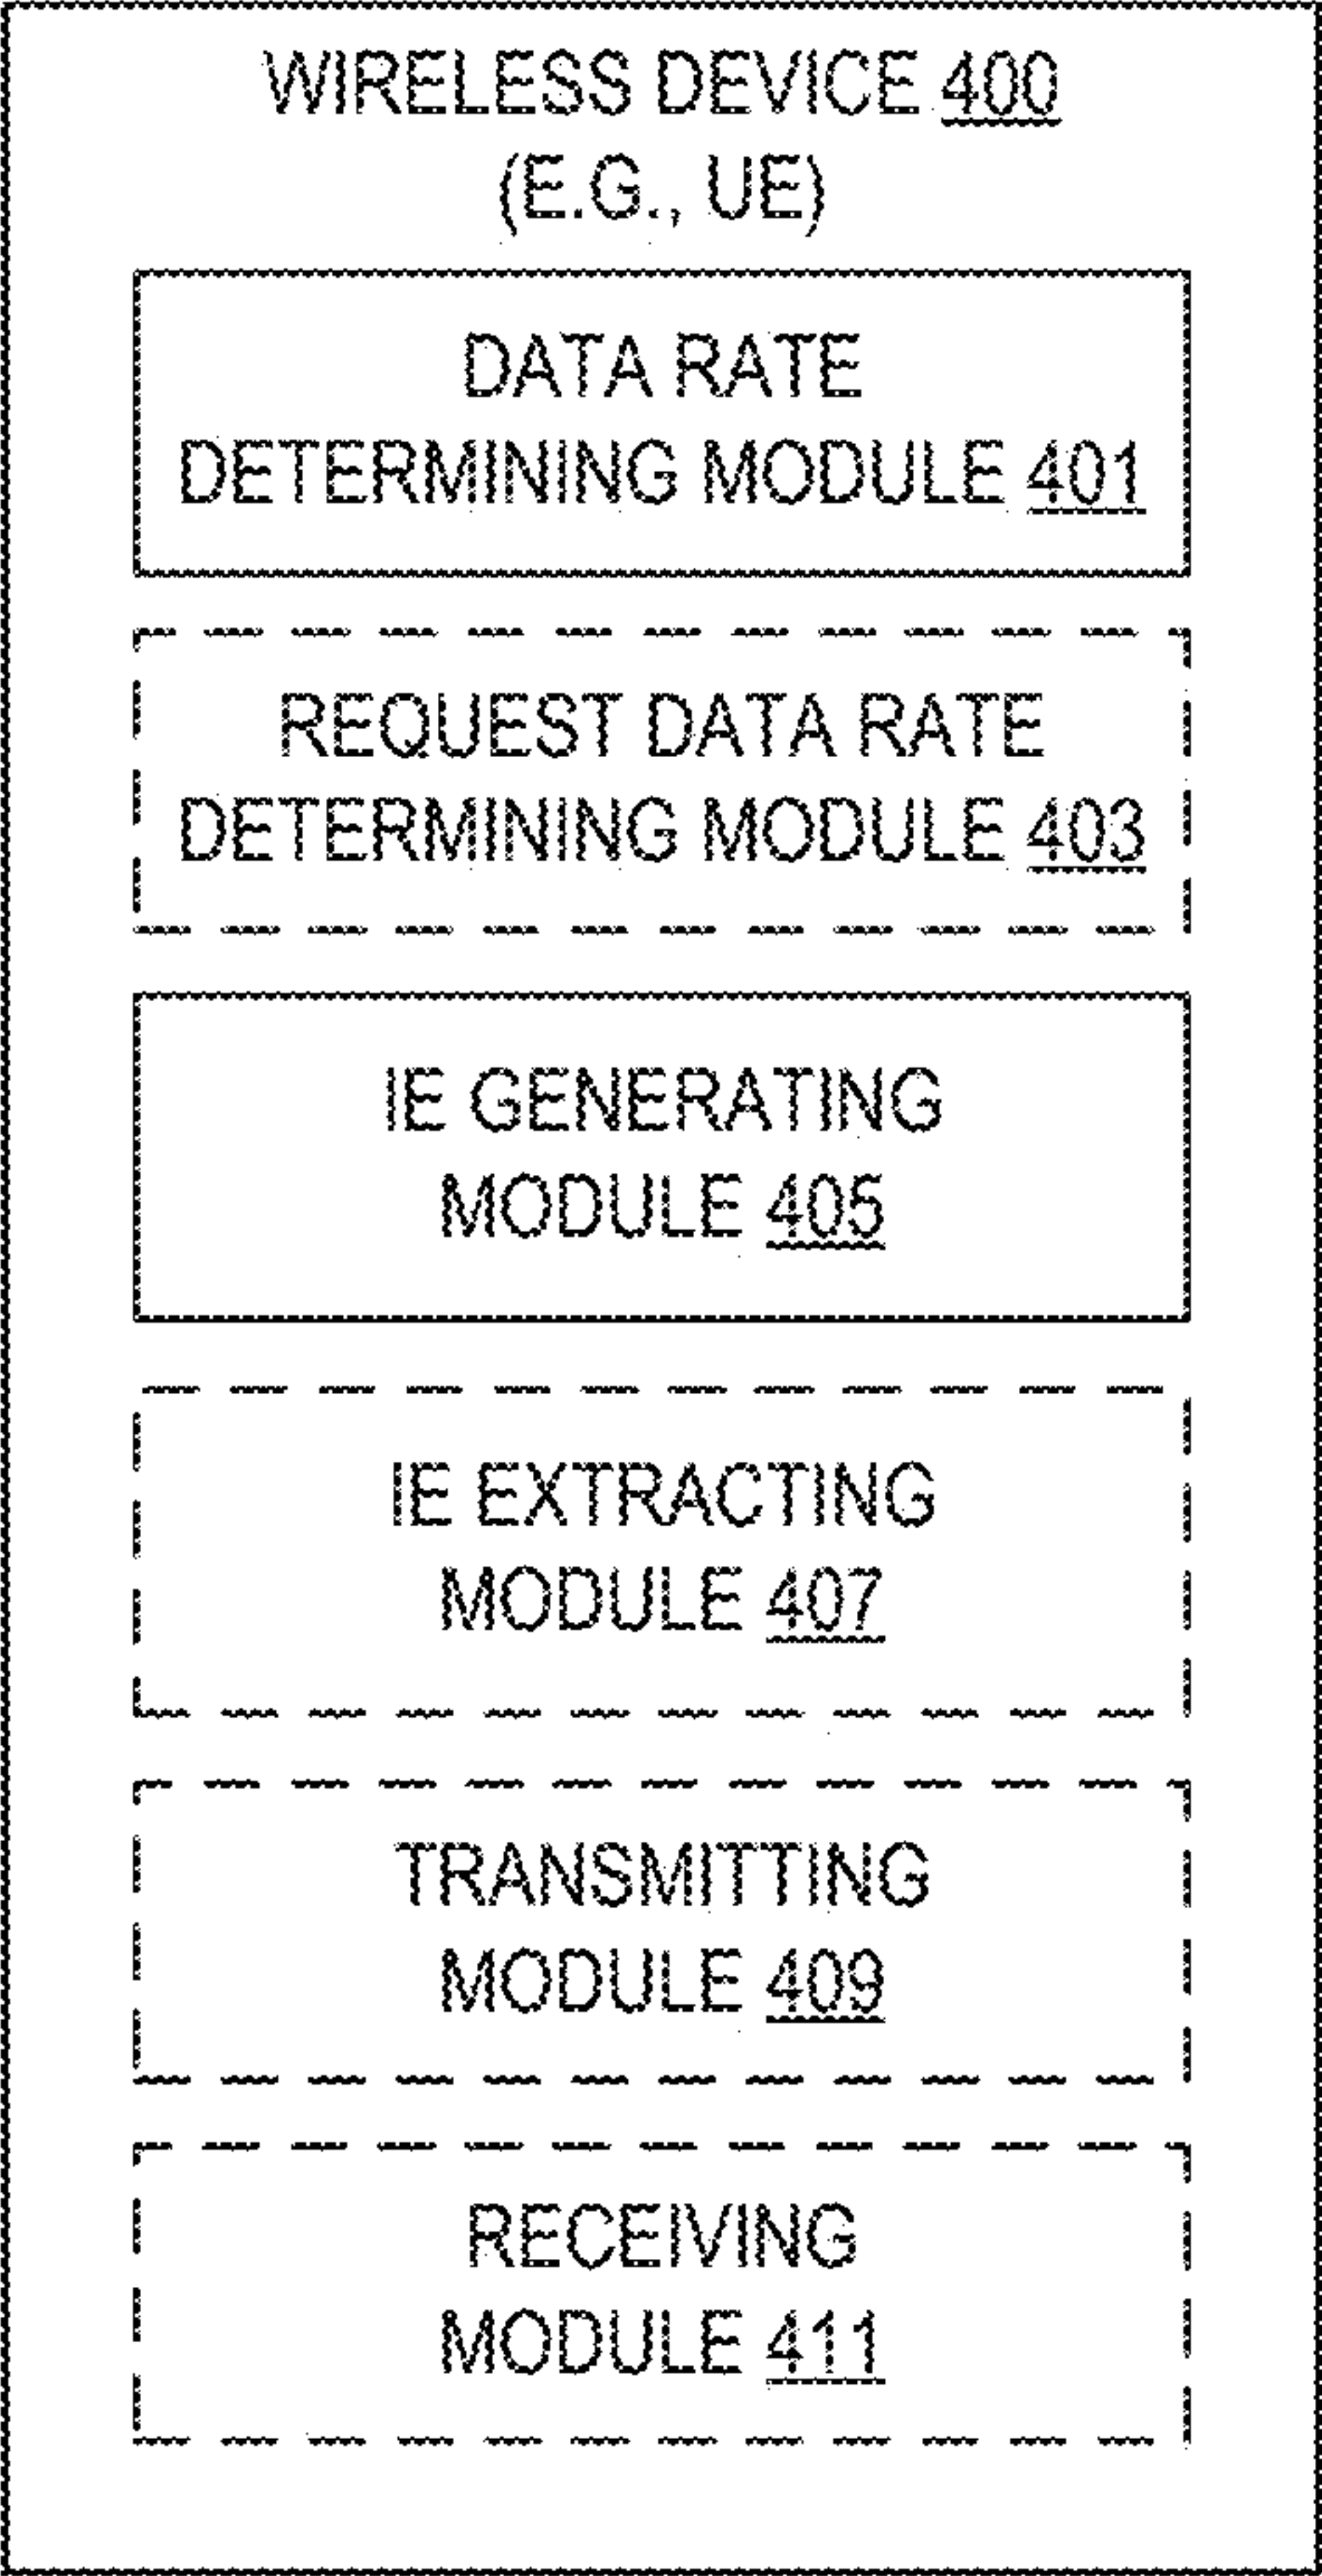 WIRELESS DEVICE 400
(E.G., UE)
DATA RATE
DETERMINING MODULE 401
REQUEST DATA RATE
DETERMINING MODULE 403
IE GENERATING
MODULE 405
IE EXTRACTING
MODULE 407
TRANSMITTING
MODULE 409
RECEIVING
MODULE 411